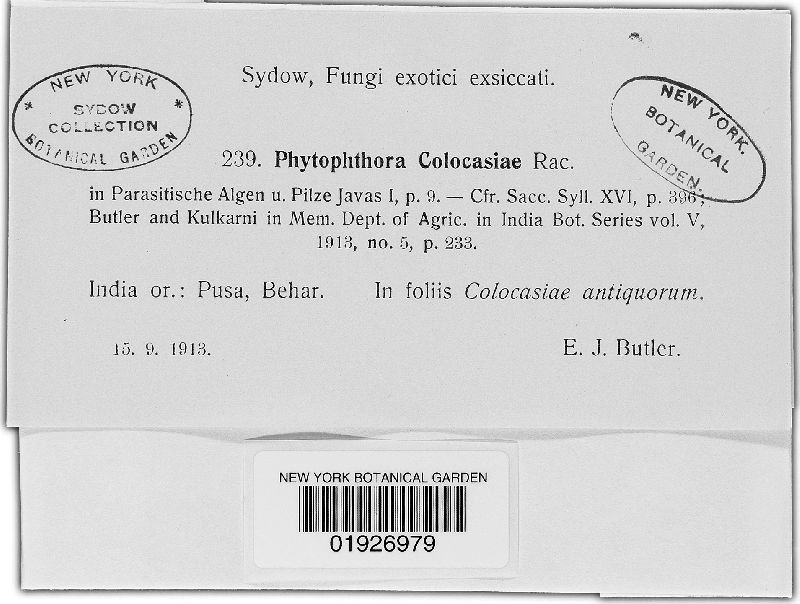 Sydow, Fungi exotici exsiccati.
* NEW YORK *
SYDOW
COLLECTION
BOTANICAL GARDEN
NEW YORK
BOTANICAL
GARDEN.
239. Phytophthora Colocasiae Rac.
in Parasitische Algen u. Pilze Javas I, p. 9. — Cfr. Sacc. Syll. XVI, p. 396;
Butler and Kulkarni in Mem. Dept. of Agric. in India Bot. Series vol. V,
1913, no. 5, p. 233.
India or.: Pusa, Behar. In foliis Colocasiae antiquorum.
15. 9. 1913. E. J. Butler.
NEW YORK BOTANICAL GARDEN
01926979